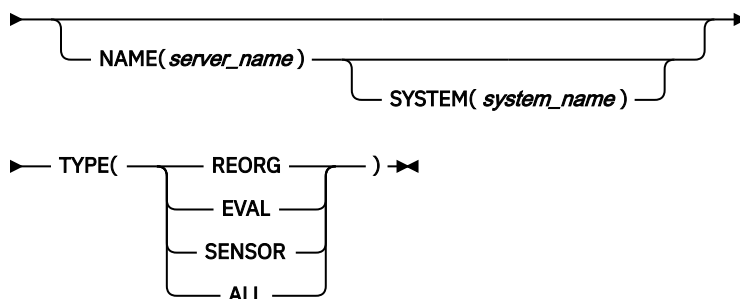 NAME( server_name )
SYSTEM( system_name )
TYPE( REORG )
EVAL
SENSOR
ALL